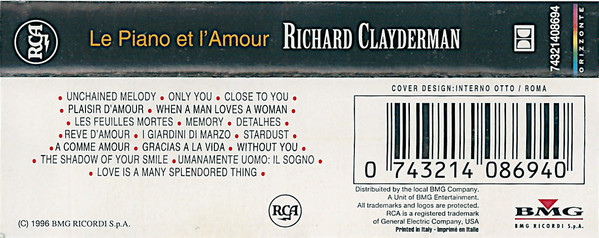 RCA Le Piano et l'Amour RICHARD CLAYDERMAN
74321408694
ORIZZONTE
• UNCHAINED MELODY • ONLY YOU • CLOSE TO YOU
• PLAISIR D'AMOUR • WHEN A MAN LOVES A WOMAN •
LES FEUILLES MORTES • MEMORY • DETALHES •
REVE D'AMOUR • I GIARDINI DI MARZO • STARDUST •
A COMME AMOUR • GRACIAS A LA VIDA • WITHOUT YOU
• THE SHADOW OF YOUR SMILE • UMANAMENTE UOMO: IL SOGNO •
LOVE IS A MANY SPLENDORED THING •
RCA
(C) 1996 BMG RICORDI S.p.A.
COVER DESIGN:INTERNO OTTO / ROMA
0 743214 086940
Distributed by the local BMG Company.
A Unit of BMG Entertainment.
All trademarks and logos are protected.
RCA is a registered trademark
of General Electric Company, USA
Printed in Italy - Imprimé en Italie
BMG
BMG RICORDI S.p.A.